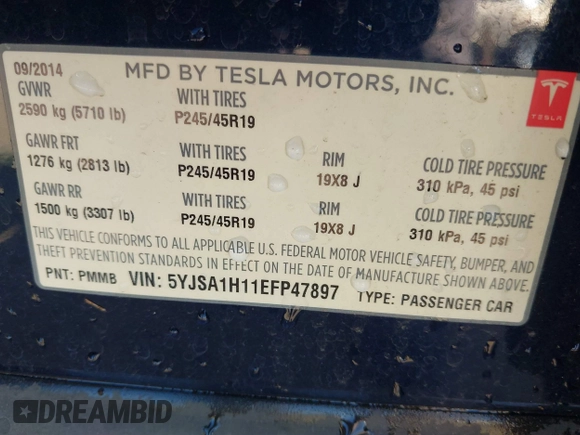 09/2014 MFD BY TESLA MOTORS, INC.
GVWR WITH TIRES
2590 kg (5710 lb) P245/45R19
TESLA
GAWR FRT WITH TIRES RIM COLD TIRE PRESSURE
1276 kg (2813 lb) P245/45R19 19X8 J 310 kPa, 45 psi
GAWR RR WITH TIRES RIM COLD TIRE PRESSURE
1500 kg (3307 lb) P245/45R19 19X8 J 310 kPa, 45 psi
THIS VEHICLE CONFORMS TO ALL APPLICABLE U.S. FEDERAL MOTOR VEHICLE SAFETY, BUMPER, AND
THEFT PREVENTION STANDARDS IN EFFECT ON THE DATE OF MANUFACTURE SHOWN ABOVE.
PNT: PMMB VIN: 5YJSA1H11EFP47897 TYPE: PASSENGER CAR
DREAMBID